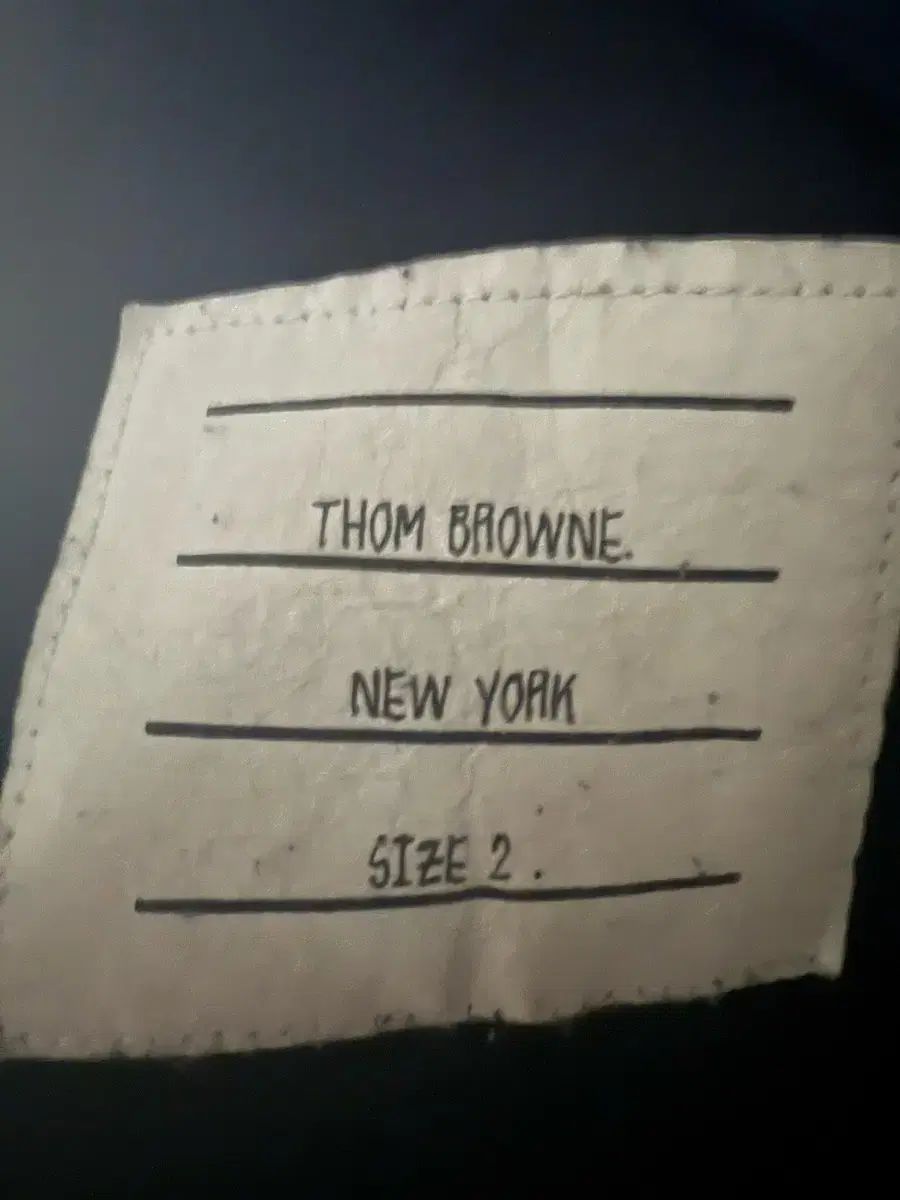 THOM BROWNE.
NEW YORK
SIZE 2 .